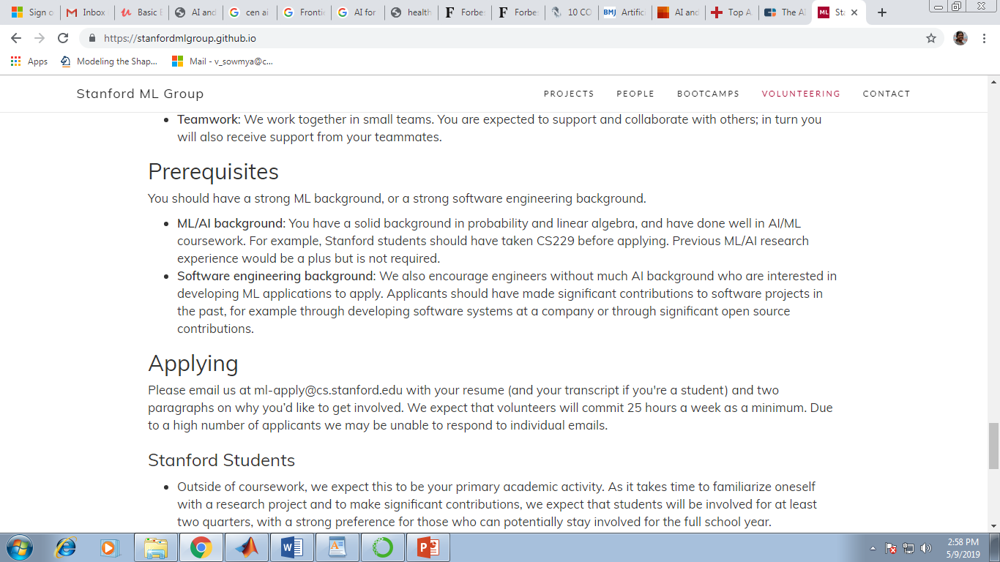 Sign o
Inbox
Basic E
AI and
cen ai
Frontie
AI for
health
Forbes
Forbes
10 CO
BMJ Artific
AI and
Top A
The AI
ML Sta
https://stanfordmlgroup.github.io
Apps
Modeling the Shap...
Mail - v_sowmya@c...
Stanford ML Group
PROJECTS
PEOPLE
BOOTCAMPS
VOLUNTEERING
CONTACT
Teamwork: We work together in small teams. You are expected to support and collaborate with others; in turn you
will also receive support from your teammates.
Prerequisites
You should have a strong ML background, or a strong software engineering background.
ML/AI background: You have a solid background in probability and linear algebra, and have done well in AI/ML
coursework. For example, Stanford students should have taken CS229 before applying. Previous ML/AI research
experience would be a plus but is not required.
Software engineering background: We also encourage engineers without much AI background who are interested in
developing ML applications to apply. Applicants should have made significant contributions to software projects in
the past, for example through developing software systems at a company or through significant open source
contributions.
Applying
Please email us at ml-apply@cs.stanford.edu with your resume (and your transcript if you're a student) and two
paragraphs on why you’d like to get involved. We expect that volunteers will commit 25 hours a week as a minimum. Due
to a high number of applicants we may be unable to respond to individual emails.
Stanford Students
Outside of coursework, we expect this to be your primary academic activity. As it takes time to familiarize oneself
with a research project and to make significant contributions, we expect that students will be involved for at least
two quarters, with a strong preference for those who can potentially stay involved for the full school year.
2:58 PM
5/9/2019